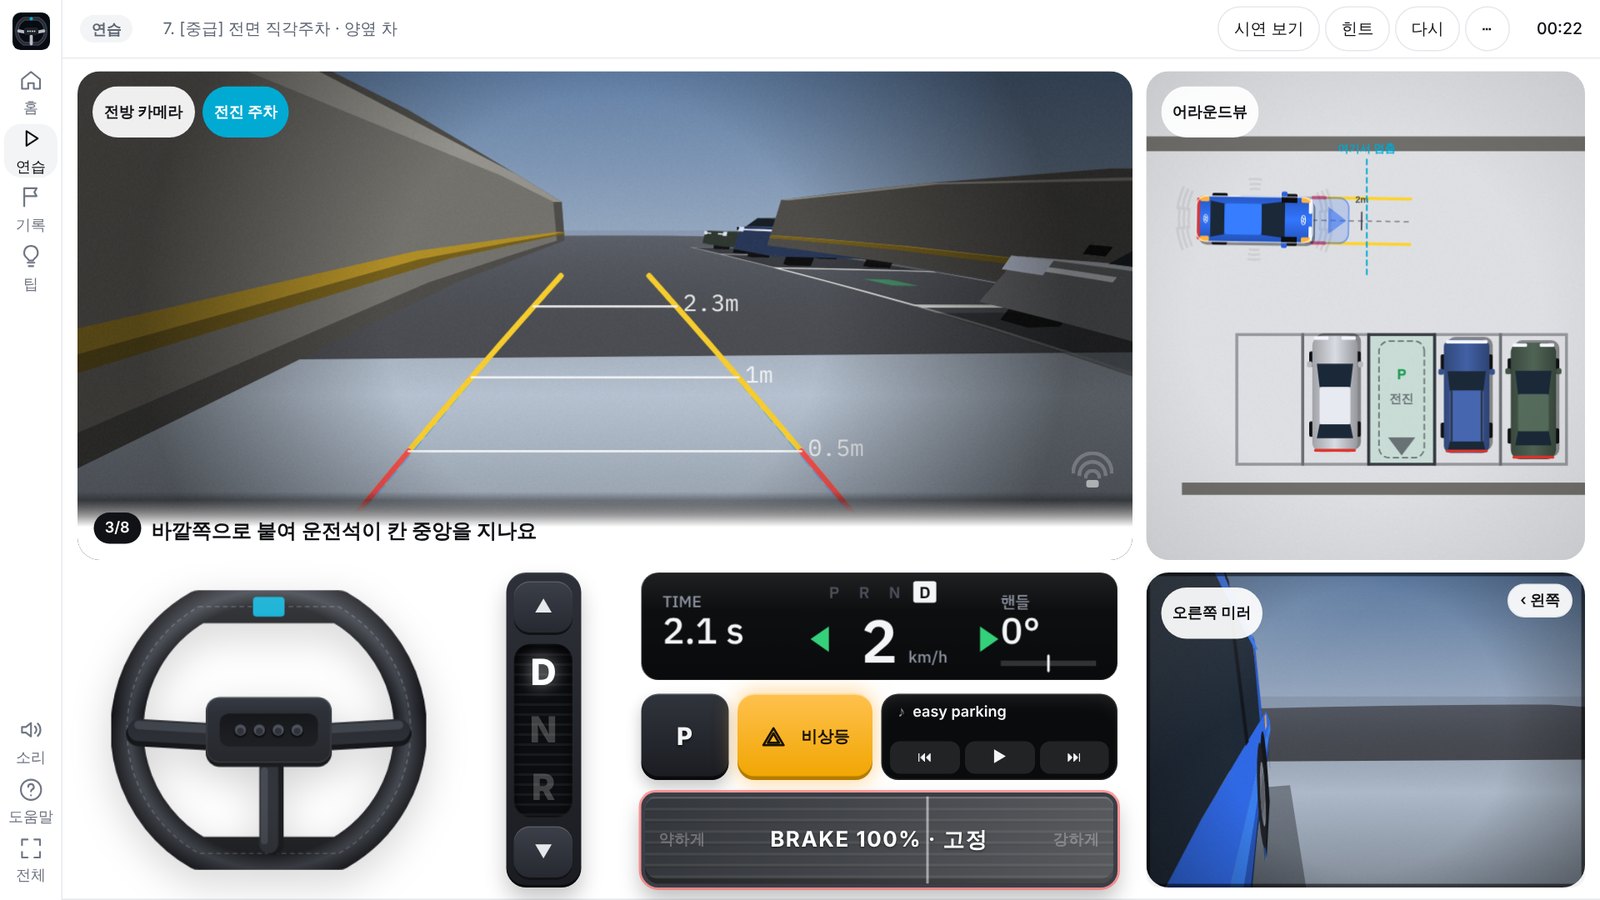 연습
7. [중급] 전면 직각주차 · 양옆 차
시연 보기
힌트
다시
00:22
홈
연습
기록
팁
소리
도움말
전체
전방 카메라
전진 주차
2.3m
1m
0.5m
3/8
바깥쪽으로 붙여 운전석이 칸 중앙을 지나요
어라운드뷰
2m
P
전진
D
N
R
TIME
2.1 s
P R N D
2 km/h
핸들
0°
P
비상등
♪ easy parking
약하게
BRAKE 100% · 고정
강하게
오른쪽 미러
‹ 왼쪽